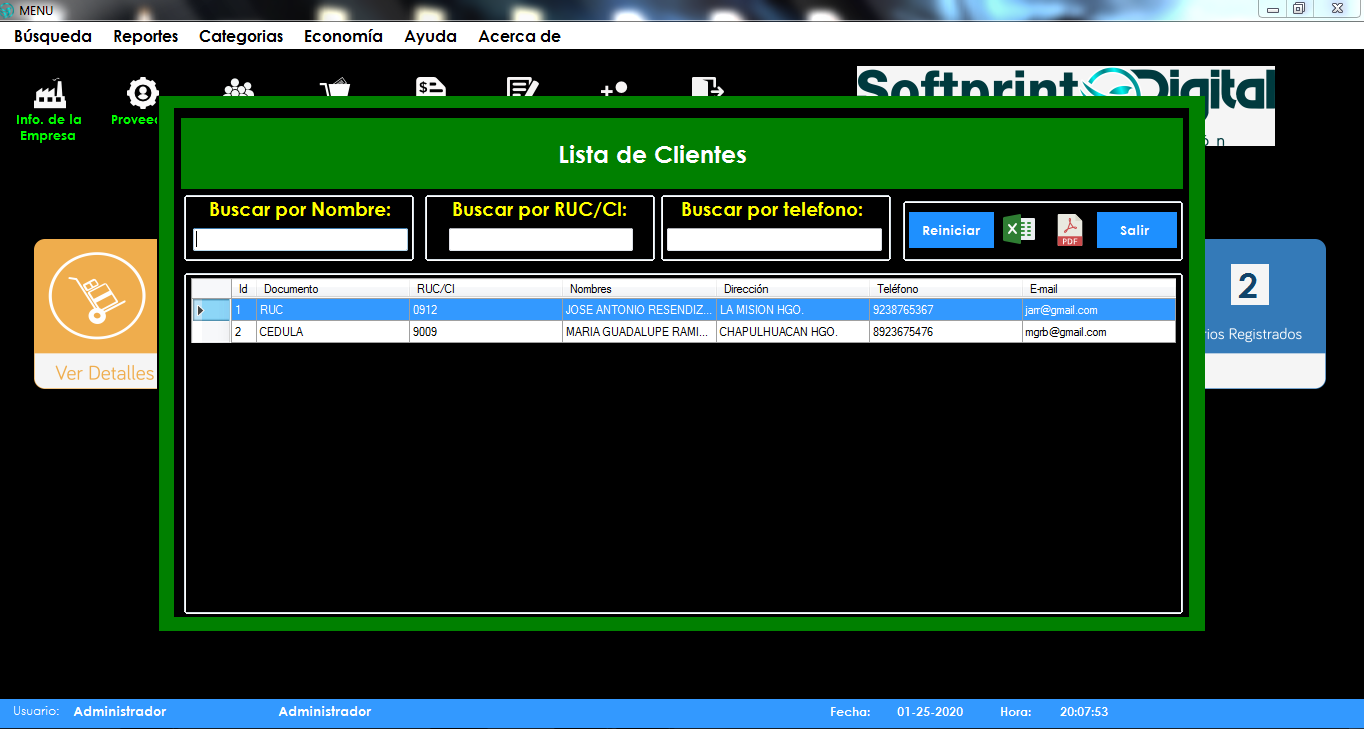 MENU
Búsqueda Reportes Categorias Economía Ayuda Acerca de
Softprint Digital
Info. de la
Empresa
Lista de Clientes
Buscar por Nombre: Buscar por RUC/CI: Buscar por telefono:
Reiniciar PDF Salir
Id Documento RUC/CI Nombres Dirección Teléfono E-mail
1 RUC 0912 JOSE ANTONIO RESENDIZ... LA MISION HGO. 9238765367 jarr@gmail.com
2 CEDULA 9009 MARIA GUADALUPE RAMI... CHAPULHUACAN HGO. 8923675476 mgrb@gmail.com
2
Registrados
Ver Detalles
Usuario: Administrador Administrador Fecha: 01-25-2020 Hora: 20:07:53